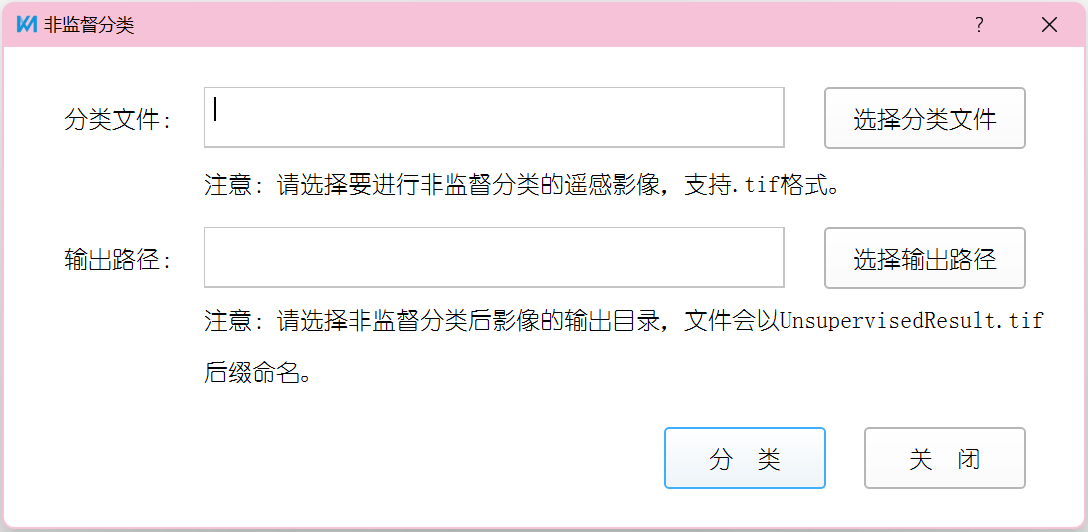 非监督分类
分类文件： 选择分类文件
注意：请选择要进行非监督分类的遥感影像，支持.tif格式。
输出路径： 选择输出路径
注意：请选择非监督分类后影像的输出目录，文件会以UnsupervisedResult.tif
后缀命名。
分 类 关 闭